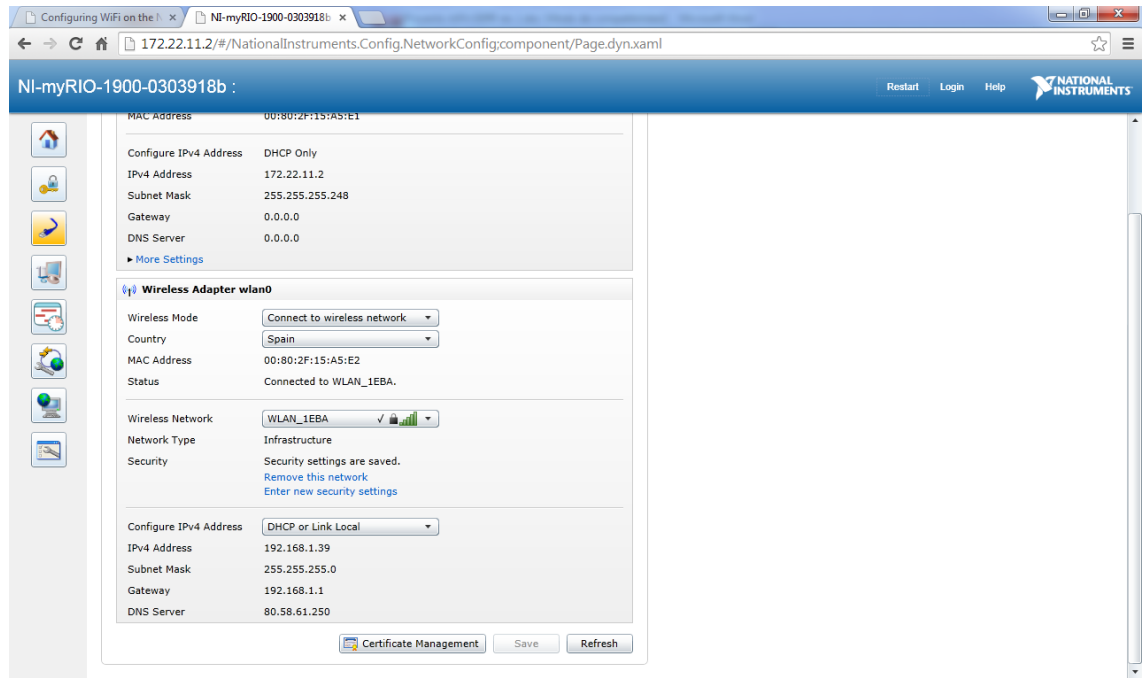 Configuring WiFi on the N
NI-myRIO-1900-0303918b
172.22.11.2/#/NationalInstruments.Config.NetworkConfig;component/Page.dyn.xaml
NI-myRIO-1900-0303918b :
Restart Login Help NATIONAL INSTRUMENTS
MAC Address 00:80:2F:15:A5:E1
Configure IPv4 Address DHCP Only
IPv4 Address 172.22.11.2
Subnet Mask 255.255.255.248
Gateway 0.0.0.0
DNS Server 0.0.0.0
More Settings
Wireless Adapter wlan0
Wireless Mode Connect to wireless network
Country Spain
MAC Address 00:80:2F:15:A5:E2
Status Connected to WLAN_1EBA.
Wireless Network WLAN_1EBA
Network Type Infrastructure
Security Security settings are saved.
Remove this network
Enter new security settings
Configure IPv4 Address DHCP or Link Local
IPv4 Address 192.168.1.39
Subnet Mask 255.255.255.0
Gateway 192.168.1.1
DNS Server 80.58.61.250
Certificate Management Save Refresh